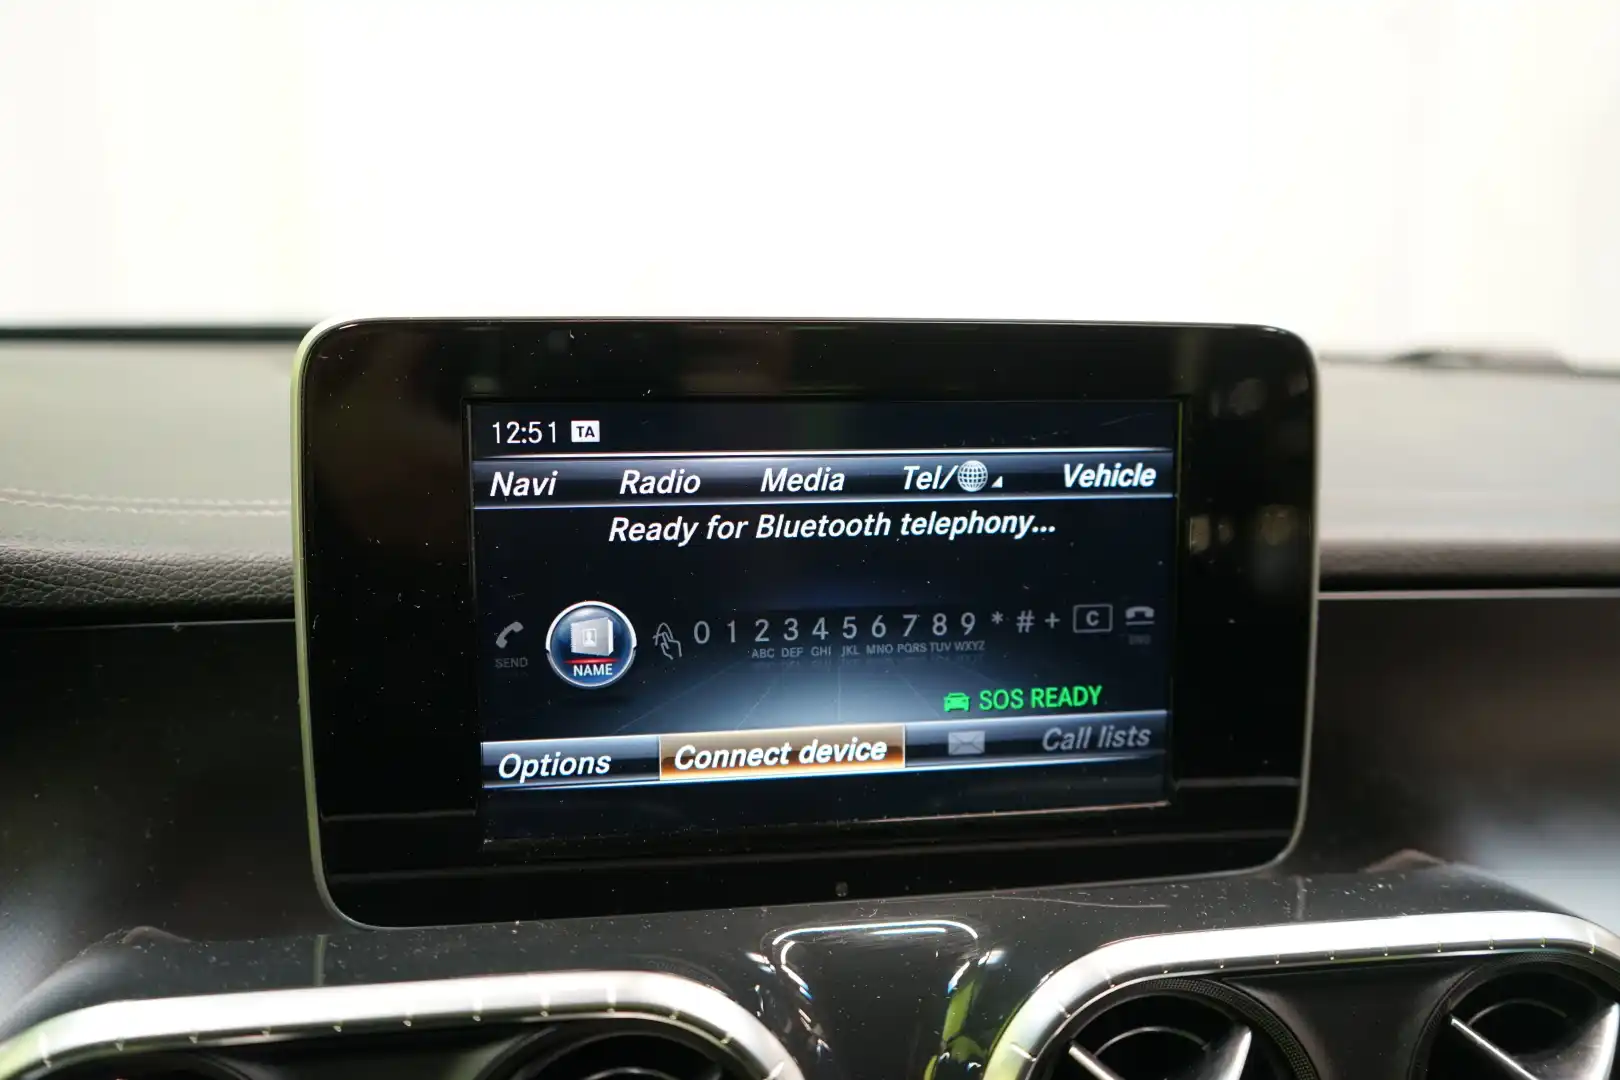 12:51 TA
Navi Radio Media Tel/ Vehicle
Ready for Bluetooth telephony...
SEND NAME 0 1 2 3 4 5 6 7 8 9 * # + C
ABC DEF GHI JKL MNO PQRS TUV WXYZ
SOS READY
Options Connect device Call lists